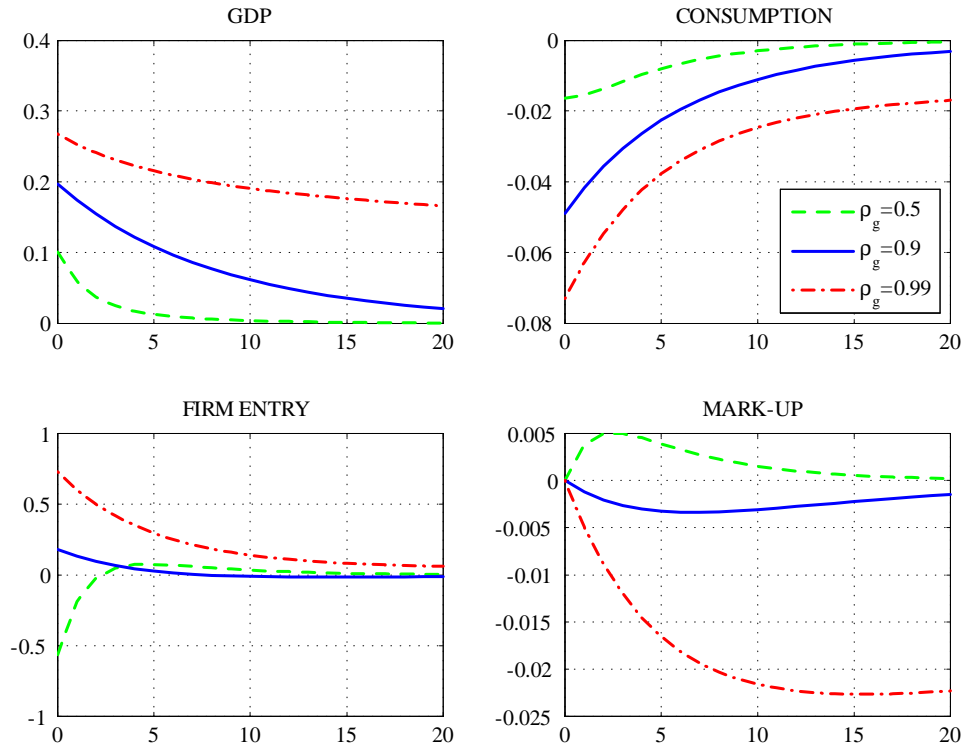 GDP
0.4
0.3
0.2
0.1
0
0 5 10 15 20
CONSUMPTION
0
-0.02
-0.04
-0.06
-0.08
0 5 10 15 20
ρg=0.5
ρg=0.9
ρg=0.99
FIRM ENTRY
1
0.5
0
-0.5
-1
0 5 10 15 20
MARK-UP
0.005
0
-0.005
-0.01
-0.015
-0.02
-0.025
0 5 10 15 20